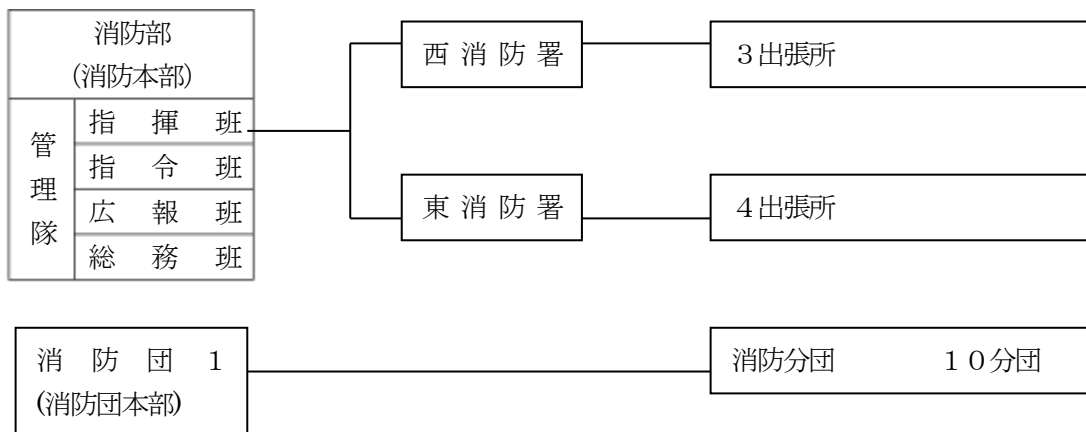 消防部
(消防本部)
管理隊
指揮班
指令班
広報班
総務班
西消防署
３出張所
東消防署
４出張所
消防団１
(消防団本部)
消防分団　１０分団